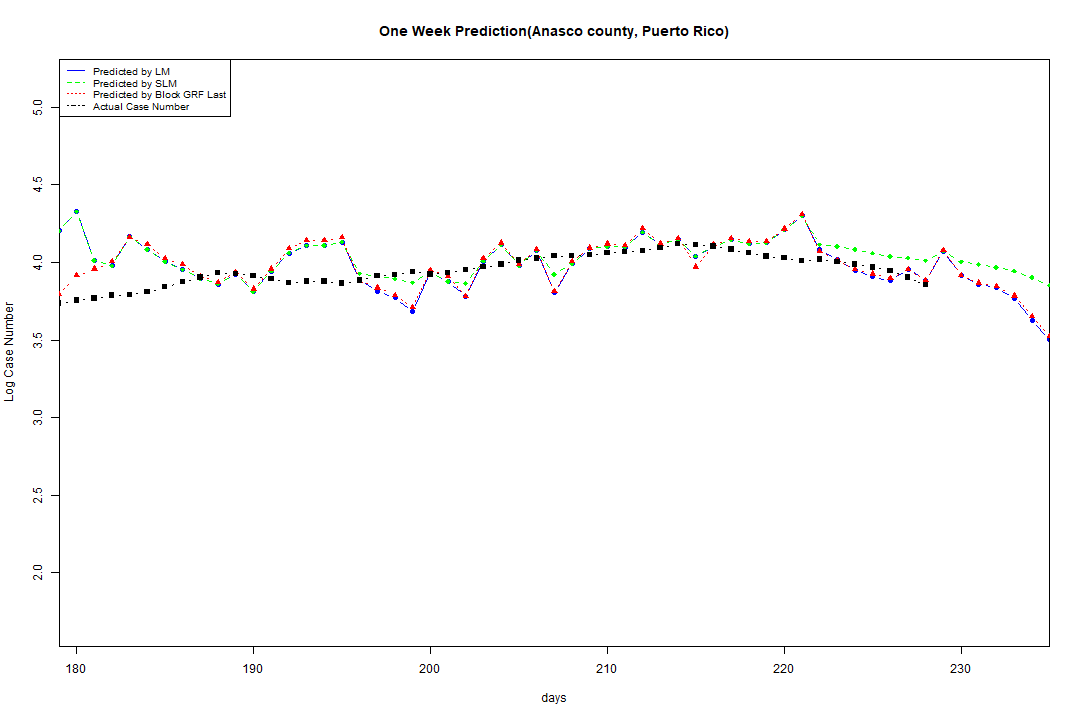 One Week Prediction(Anasco county, Puerto Rico)
Predicted by LM
Predicted by SLM
Predicted by Block GRF Last
Actual Case Number
5.0
4.5
4.0
3.5
3.0
2.5
2.0
Log Case Number
180 190 200 210 220 230
days